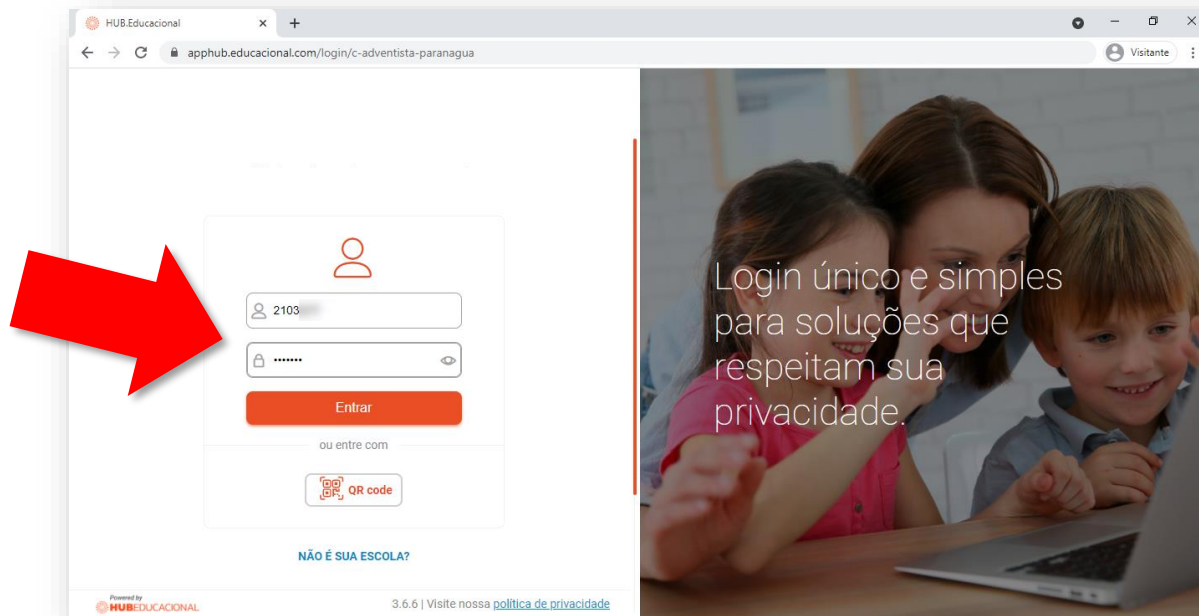 HUB.Educacional
apphub.educacional.com/login/c-adventista-paranagua
Visitante
2103
•••••••
Entrar
ou entre com
QR code
NÃO É SUA ESCOLA?
Powered by
HUBEDUCACIONAL
3.6.6 | Visite nossa política de privacidade
Login único e simples
para soluções que
respeitam sua
privacidade.